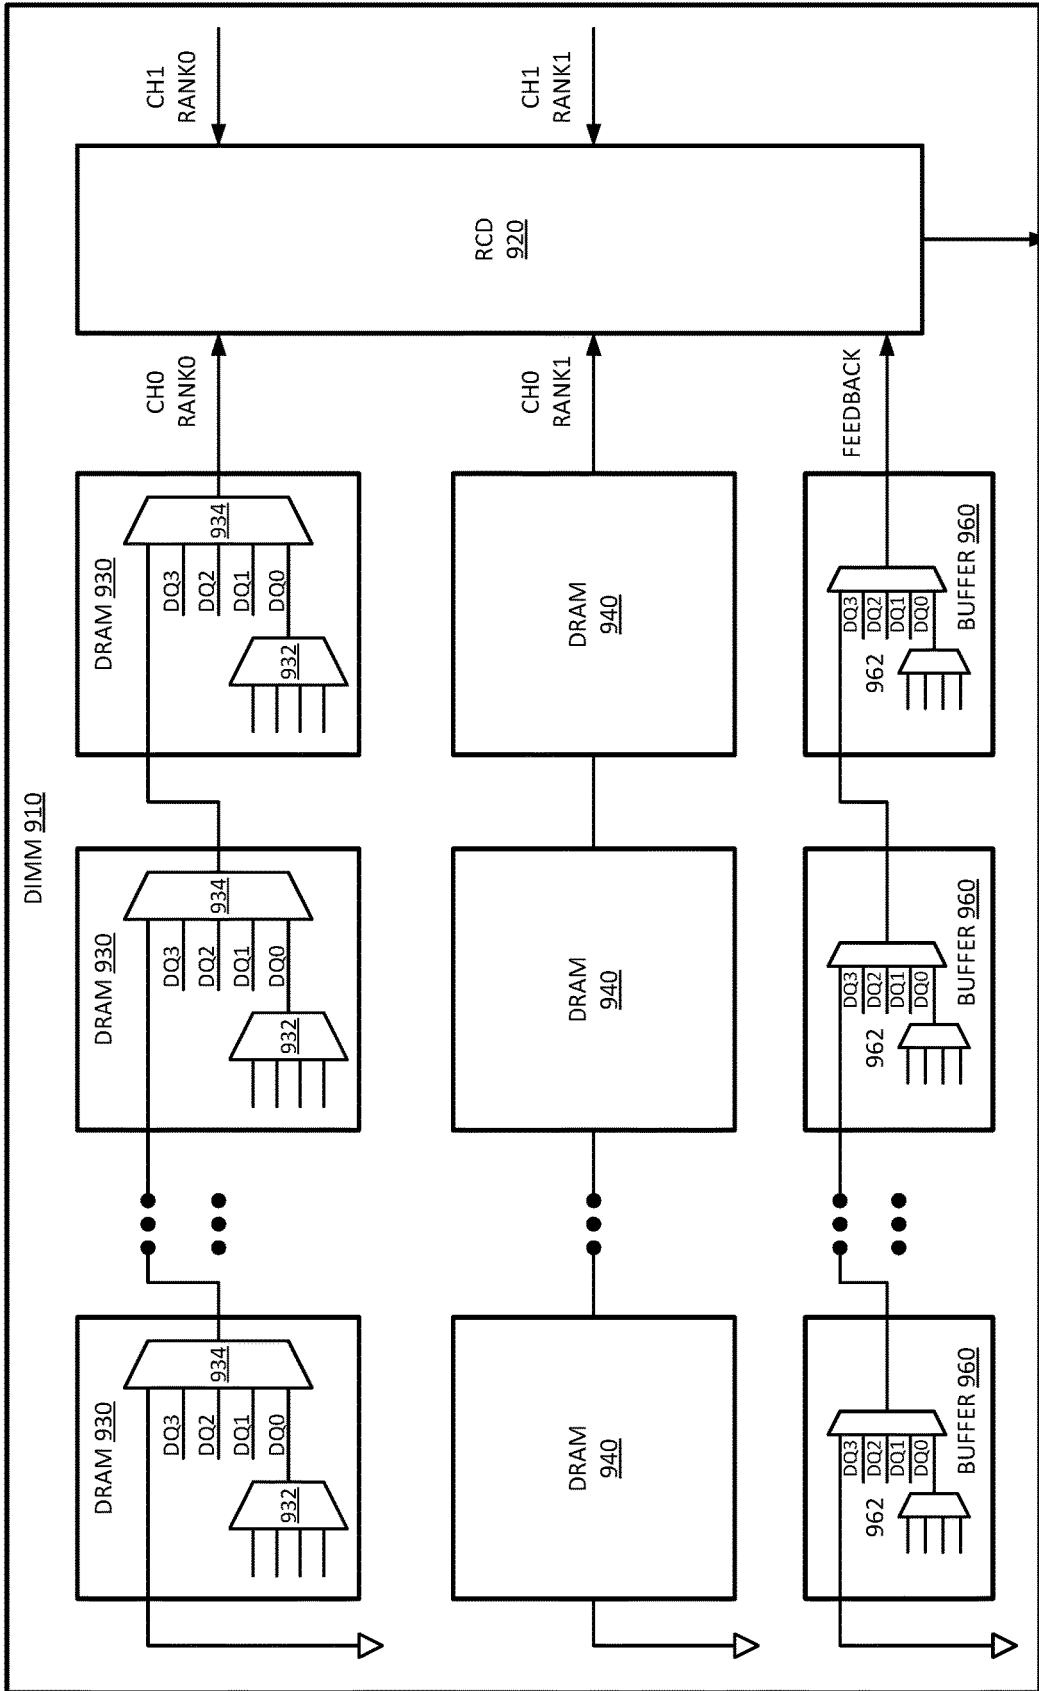 DIMM 910
DRAM 930
DQ3
DQ2
DQ1
DQ0
932
934
DRAM 930
DQ3
DQ2
DQ1
DQ0
932
934
DRAM 930
DQ3
DQ2
DQ1
DQ0
932
934
CH0
RANK0
CH1
RANK0
RCD
920
DRAM
940
DRAM
940
DRAM
940
CH0
RANK1
CH1
RANK1
DQ3
DQ2
DQ1
DQ0
962
BUFFER 960
DQ3
DQ2
DQ1
DQ0
962
BUFFER 960
DQ3
DQ2
DQ1
DQ0
962
BUFFER 960
FEEDBACK